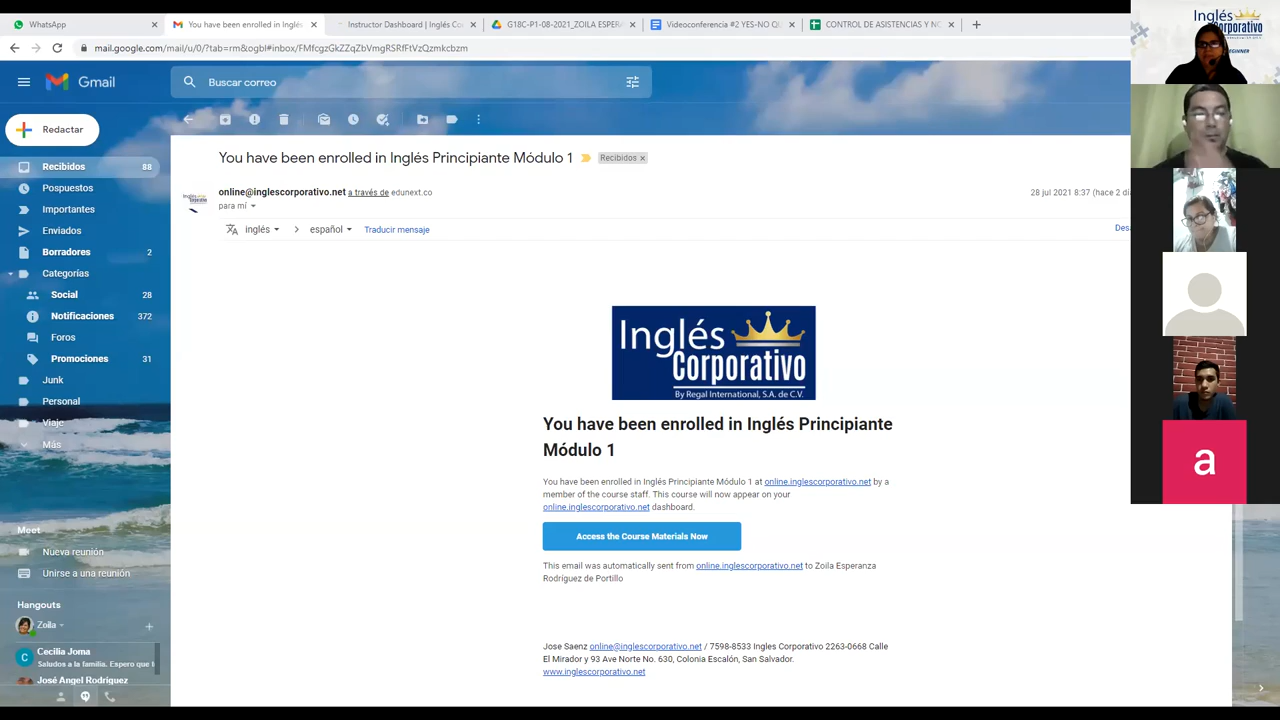 WhatsApp
You have been enrolled in Inglés
Instructor Dashboard | Inglés Co
G18C-P1-08-2021_ZOILA ESPERA
Videoconferencia #2 YES-NO QU
CONTROL DE ASISTENCIAS Y NO
mail.google.com/mail/u/0/?tab=rm&ogbl#inbox/FMfcgzGkZZqZbVmgRSRfFtVzQzmkcbzm
Gmail
Buscar correo
Redactar
Recibidos 88
Pospuestos
Importantes
Enviados
Borradores 2
Categorías
Social 28
Notificaciones 372
Foros
Promociones 31
Junk
Personal
Viaje
Más
Meet
Nueva reunión
Unirse a una reunión
Hangouts
Zoila
Cecilia Joma
Saludos a la familia. Espero que l
José Angel Rodríguez
You have been enrolled in Inglés Principiante Módulo 1
Recibidos x
online@inglescorporativo.net a través de edunext.co
28 jul 2021 8:37 (hace 2 día
para mí
inglés > español Traducir mensaje
Desa
Inglés
Corporativo
By Regal International, S.A. de C.V.
You have been enrolled in Inglés Principiante
Módulo 1
You have been enrolled in Inglés Principiante Módulo 1 at online.inglescorporativo.net by a
member of the course staff. This course will now appear on your
online.inglescorporativo.net dashboard.
Access the Course Materials Now
This email was automatically sent from online.inglescorporativo.net to Zoila Esperanza
Rodríguez de Portillo
Jose Saenz online@inglescorporativo.net / 7598-8533 Ingles Corporativo 2263-0668 Calle
El Mirador y 93 Ave Norte No. 630, Colonia Escalón, San Salvador.
www.inglescorporativo.net
Inglés
Corporativo
a